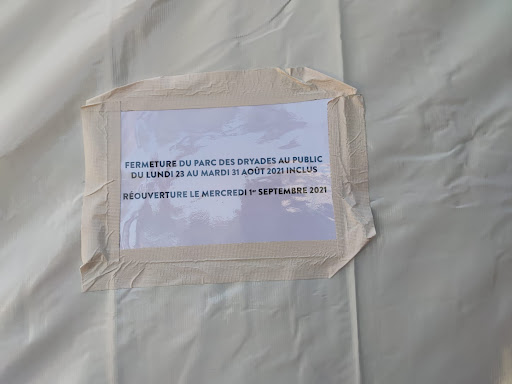 FERMETURE DU PARC DES DRYADES AU PUBLIC
DU LUNDI 23 AU MARDI 31 AOÛT 2021 INCLUS
RÉOUVERTURE LE MERCREDI 1er SEPTEMBRE 2021